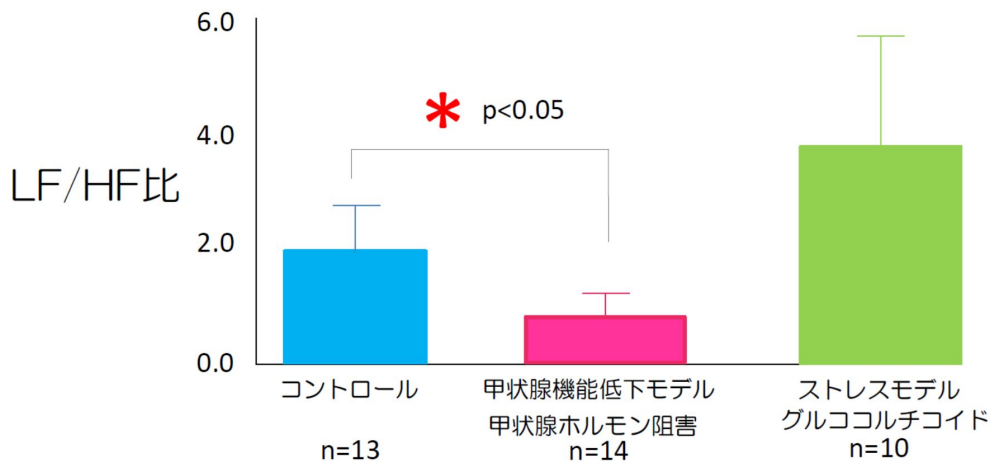 6.0
4.0
2.0
0.0
LF/HF比
* p<0.05
コントロール
n=13
甲状腺機能低下モデル
甲状腺ホルモン阻害
n=14
ストレスモデル
グルココルチコイド
n=10